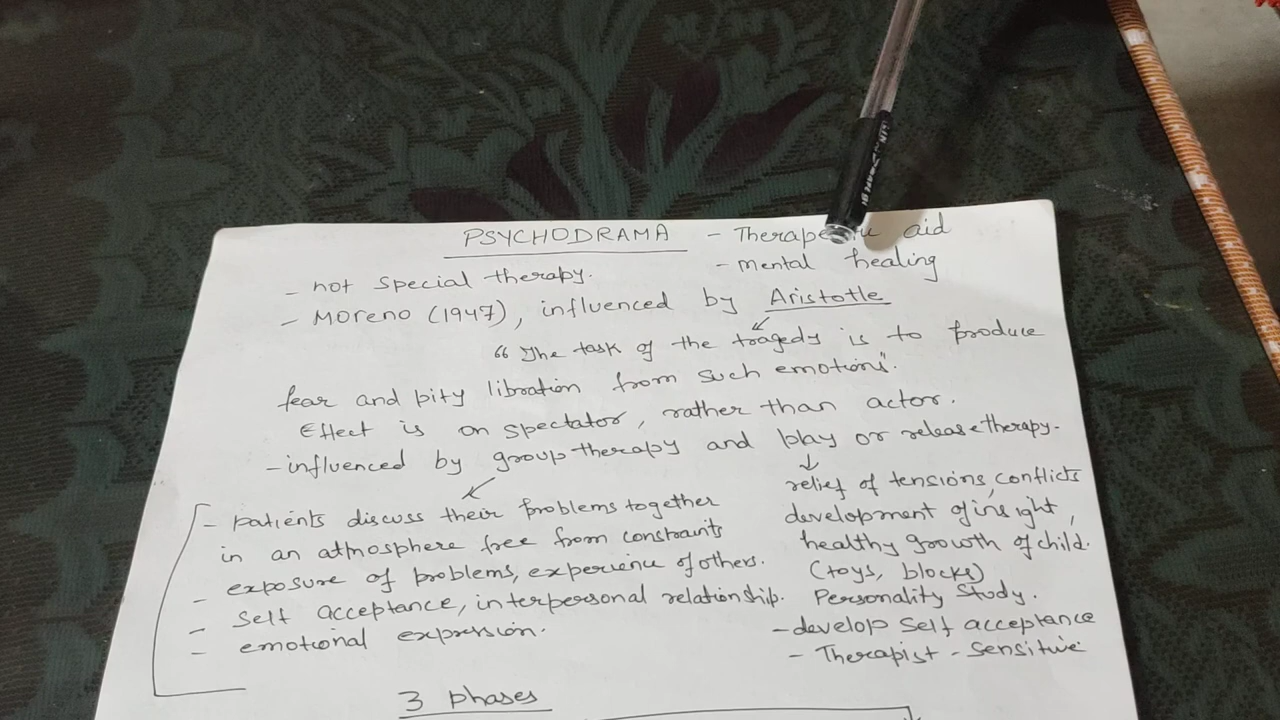 PSYCHODRAMA - Therapeutic aid
- mental healing
- not special therapy.
- Moreno (1947), influenced by Aristotle
"The task of the tragedy is to produce
fear and pity libration from such emotions".
Effect is on spectator, rather than actor.
- influenced by group therapy and play or release therapy.
- patients discuss their problems together
in an atmosphere free from constraints
- exposure of problems, experience of others.
- self acceptance, interpersonal relationship.
- emotional expression.
relief of tensions, conflicts
development of insight,
healthy growth of child.
(toys, blocks)
Personality Study.
- develop self acceptance
- Therapist - sensitive
3 phases